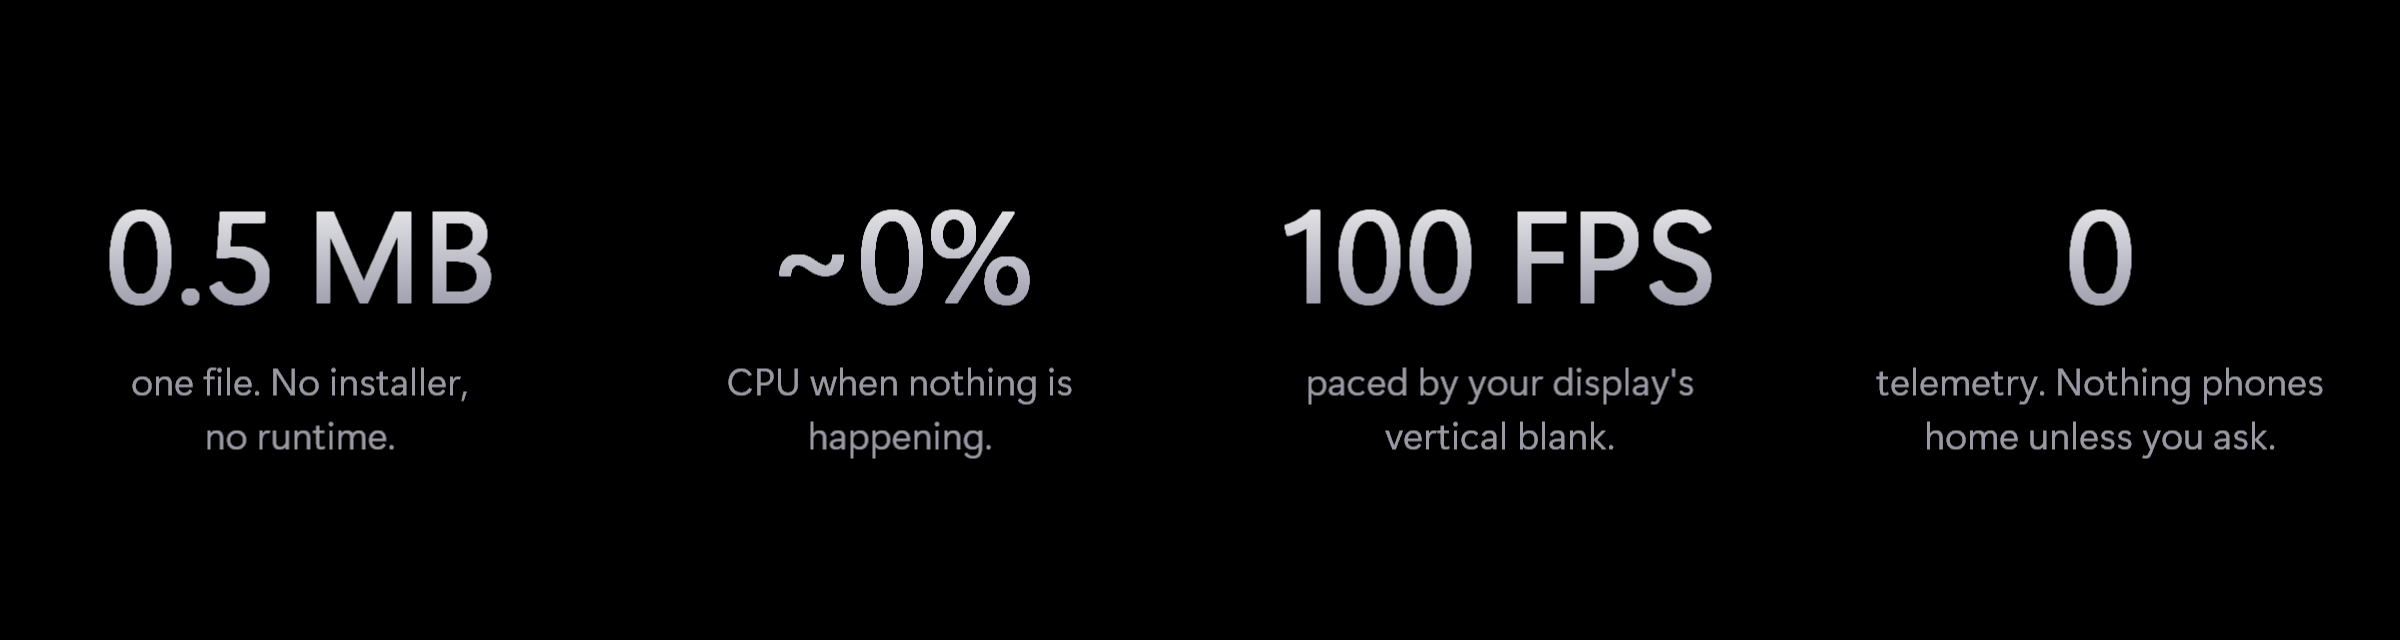 0.5 MB
one file. No installer,
no runtime.
~0%
CPU when nothing is
happening.
100 FPS
paced by your display's
vertical blank.
0
telemetry. Nothing phones
home unless you ask.